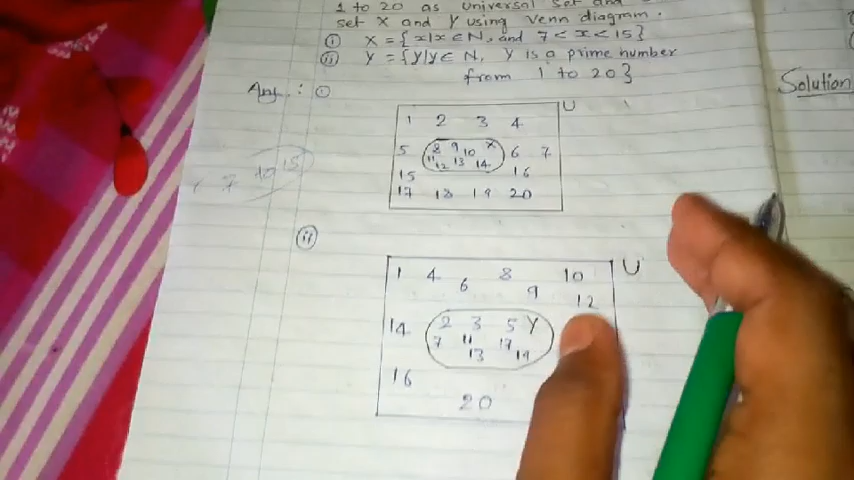 1 to 20 as universal set and
set X and Y using Venn diagram.
(i) X = {x|x ∈ N, and 7 < x < 15}
(ii) Y = {Y|Y ∈ N, Y is a prime number
from 1 to 20}
Solution
Ans. : (i)
U
1 2 3 4
5 8 9 10 X 6 7
11 12 13 14
15 16
17 18 19 20
7 10 15
(ii)
U
1 4 6 8 9 10
12
14 2 3 5 Y
7 11 13 17 19
16
20